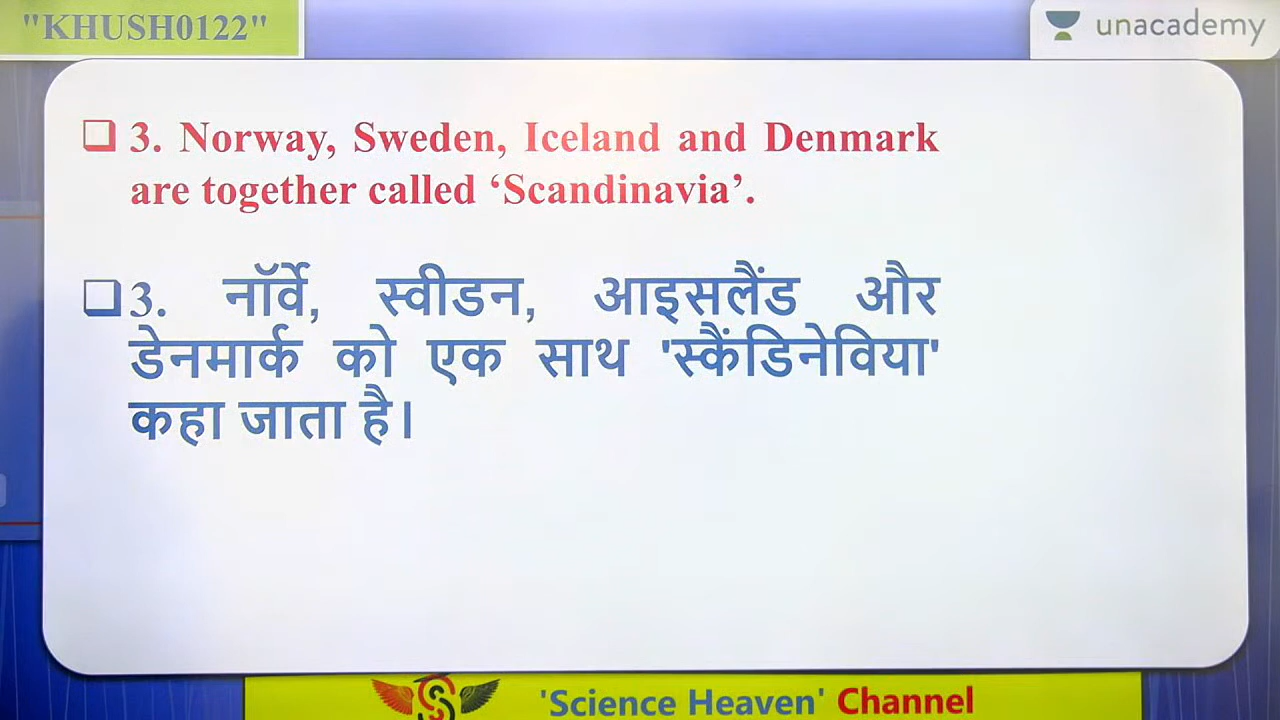 "KHUSH0122"
unacademy
❑ 3. Norway, Sweden, Iceland and Denmark
are together called ‘Scandinavia’.
❑ 3. नॉर्वे, स्वीडन, आइसलैंड और
डेनमार्क को एक साथ 'स्कैंडिनेविया'
कहा जाता है।
'Science Heaven' Channel